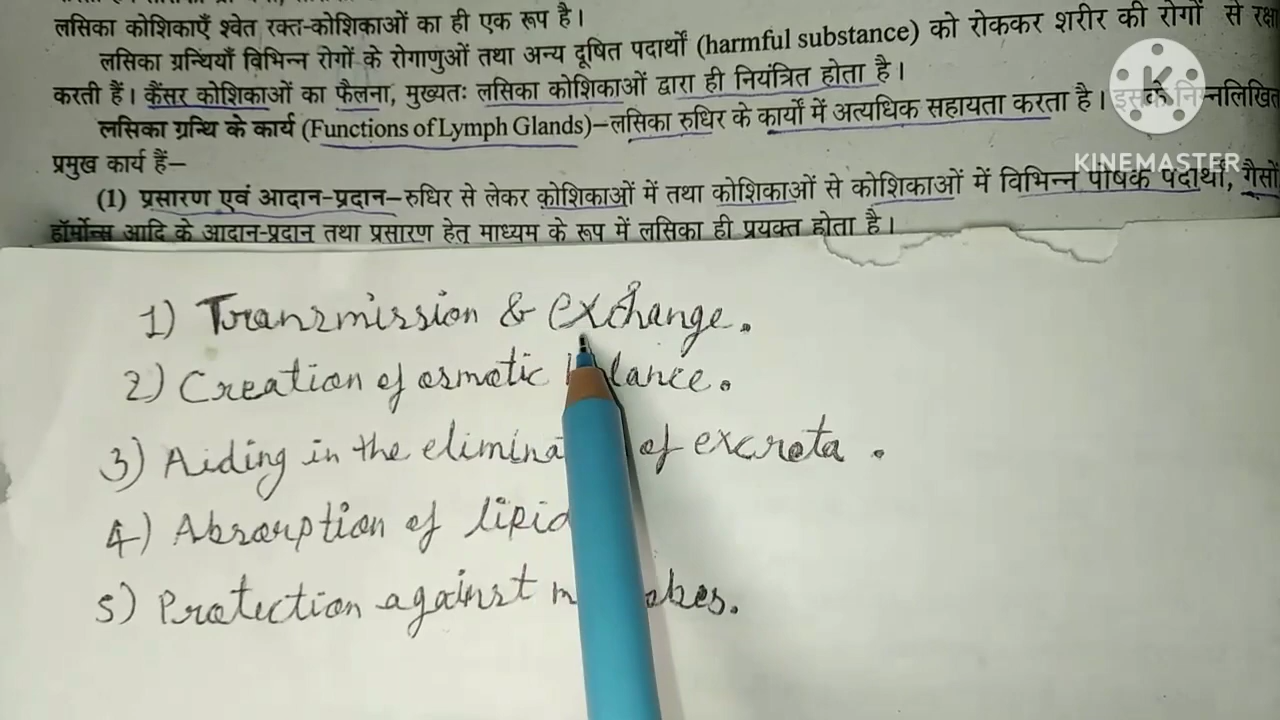 लसिका कोशिकाएँ श्वेत रक्त-कोशिकाओं का ही एक रूप है।
लसिका ग्रन्थियाँ विभिन्न रोगों के रोगाणुओं तथा अन्य दूषित पदार्थों (harmful substance) को रोककर शरीर की रोगों से रक्षा
करती हैं। कैंसर कोशिकाओं का फैलना, मुख्यतः लसिका कोशिकाओं द्वारा ही नियंत्रित होता है।
लसिका ग्रन्थि के कार्य (Functions of Lymph Glands)–लसिका रुधिर के कार्यों में अत्यधिक सहायता करता है। इसके निम्नलिखित
प्रमुख कार्य हैं–
KINEMASTER
(1) प्रसारण एवं आदान-प्रदान–रुधिर से लेकर कोशिकाओं में तथा कोशिकाओं से कोशिकाओं में विभिन्न पोषक पदार्थों, गैसों
हॉर्मोन्स आदि के आदान-प्रदान तथा प्रसारण हेतु माध्यम के रूप में लसिका ही प्रयुक्त होता है।
1) Transmission & exchange.
2) Creation of osmotic balance.
3) Aiding in the elimina of excreta.
4) Absorption of lipid
5) Protection against